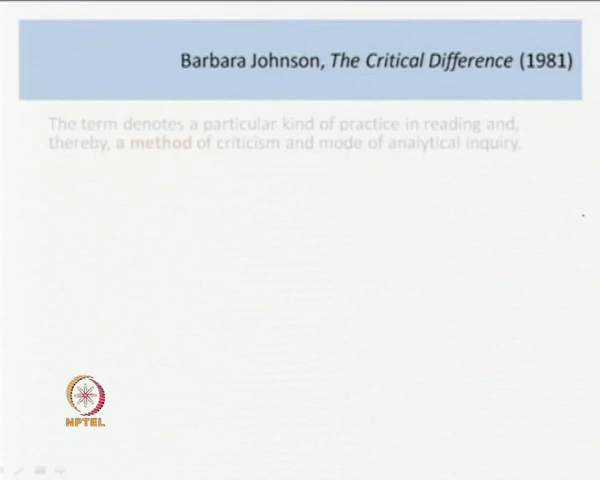 Barbara Johnson, The Critical Difference (1981)
The term denotes a particular kind of practice in reading and,
thereby, a method of criticism and mode of analytical inquiry.
NPTEL